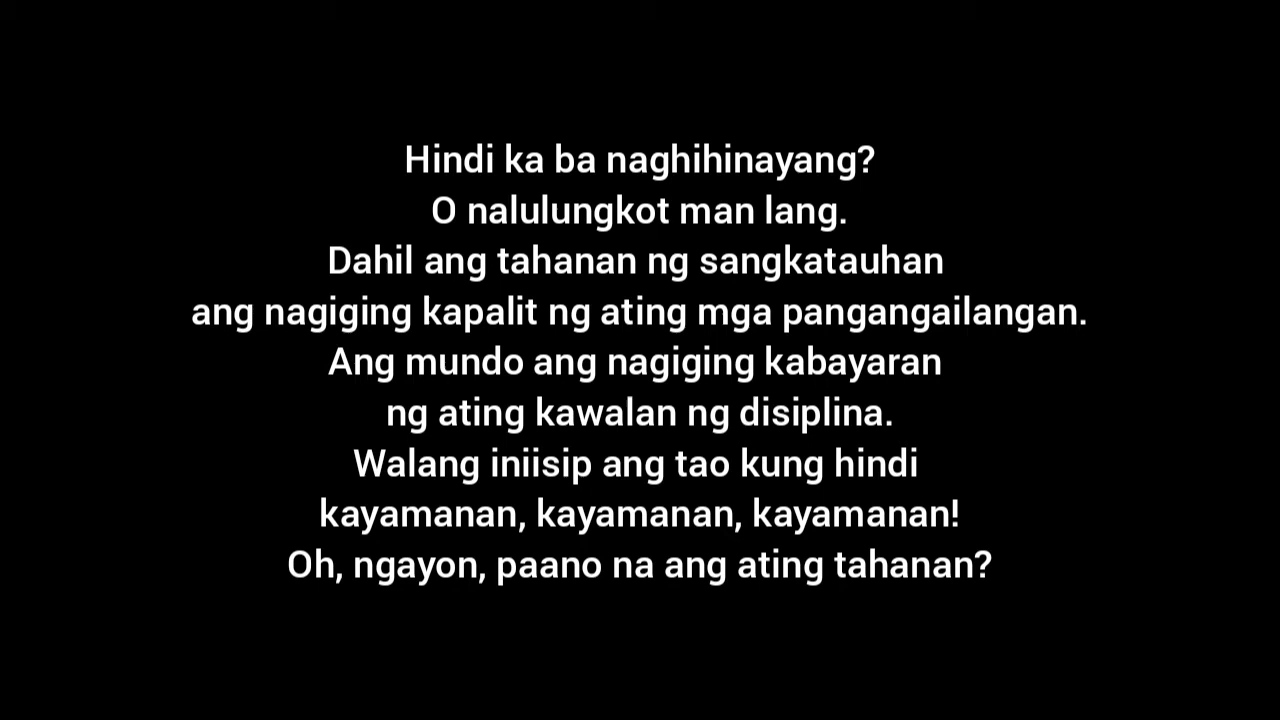 Hindi ka ba naghihinayang?
O nalulungkot man lang.
Dahil ang tahanan ng sangkatauhan
ang nagiging kapalit ng ating mga pangangailangan.
Ang mundo ang nagiging kabayaran
ng ating kawalan ng disiplina.
Walang iniisip ang tao kung hindi
kayamanan, kayamanan, kayamanan!
Oh, ngayon, paano na ang ating tahanan?